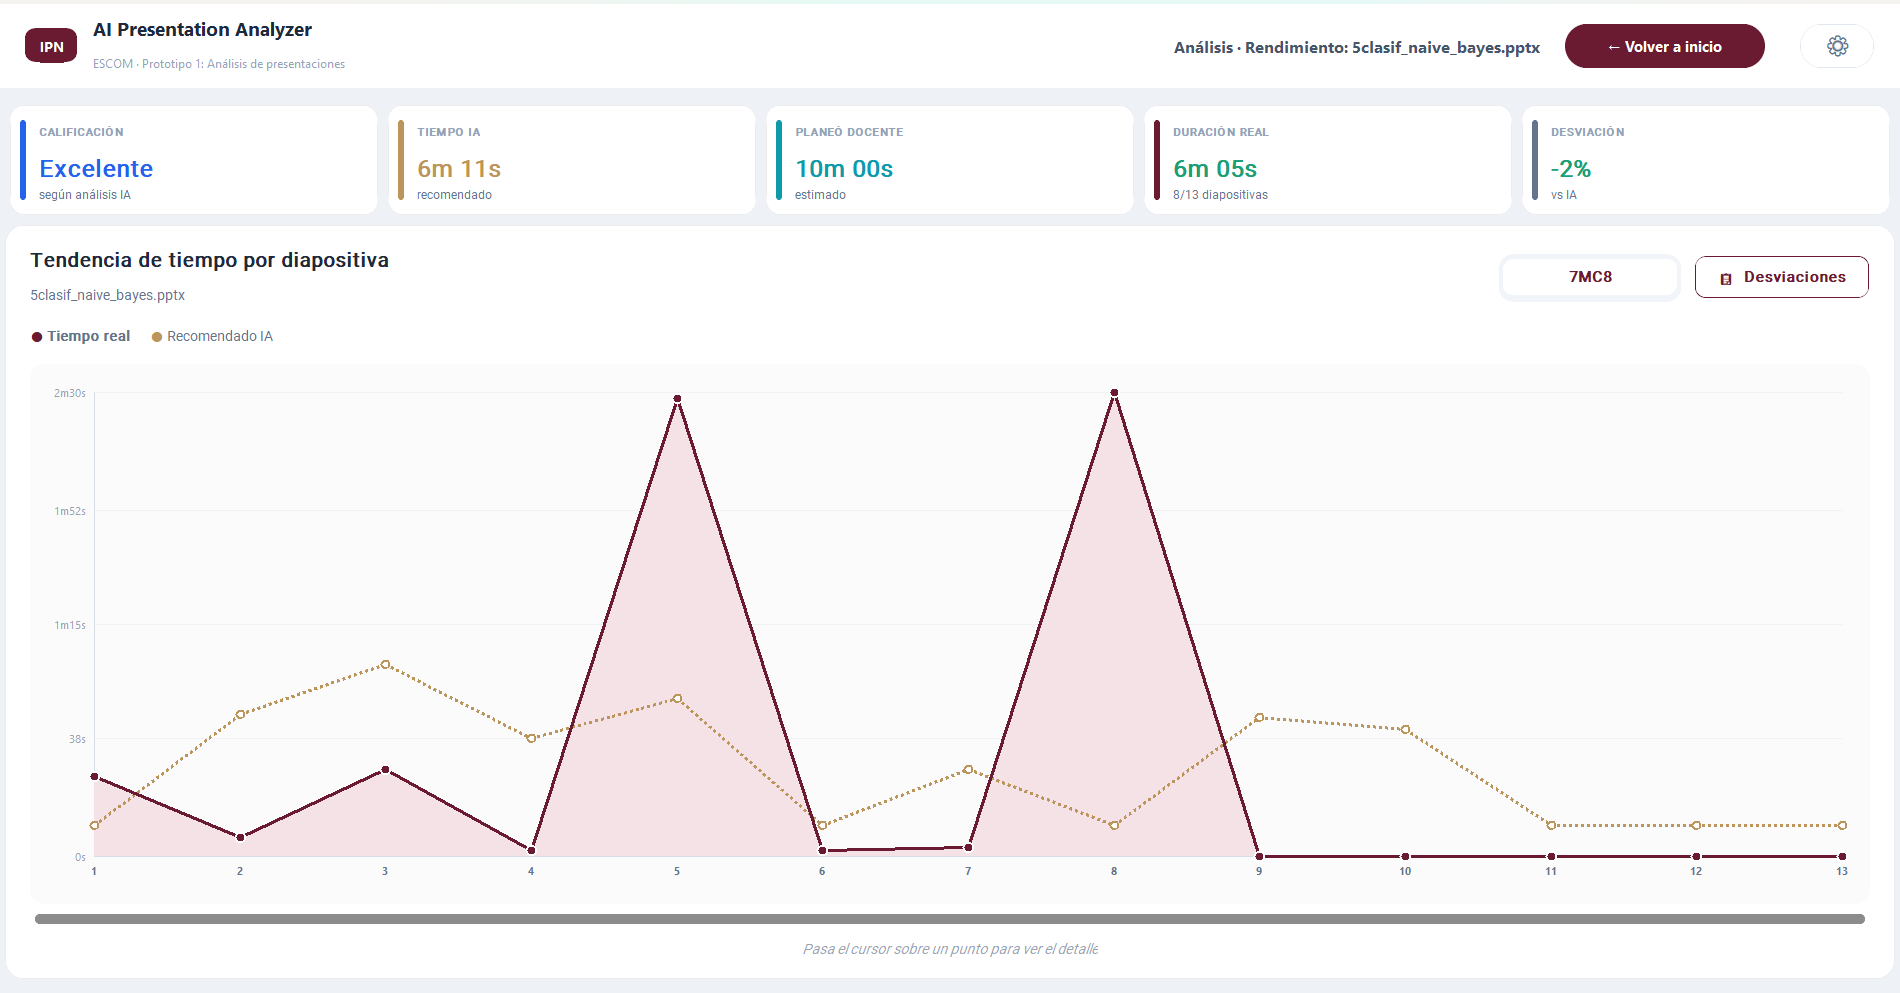 IPN
AI Presentation Analyzer
ESCOM · Prototipo 1: Análisis de presentaciones
Análisis · Rendimiento: 5clasif_naive_bayes.pptx
← Volver a inicio
CALIFICACIÓN
Excelente
según análisis IA
TIEMPO IA
6m 11s
recomendado
PLANEÓ DOCENTE
10m 00s
estimado
DURACIÓN REAL
6m 05s
8/13 diapositivas
DESVIACIÓN
-2%
vs IA
Tendencia de tiempo por diapositiva
5clasif_naive_bayes.pptx
7MC8
Desviaciones
Tiempo real
Recomendado IA
2m30s
1m52s
1m15s
38s
0s
1 2 3 4 5 6 7 8 9 10 11 12 13
Pasa el cursor sobre un punto para ver el detalle